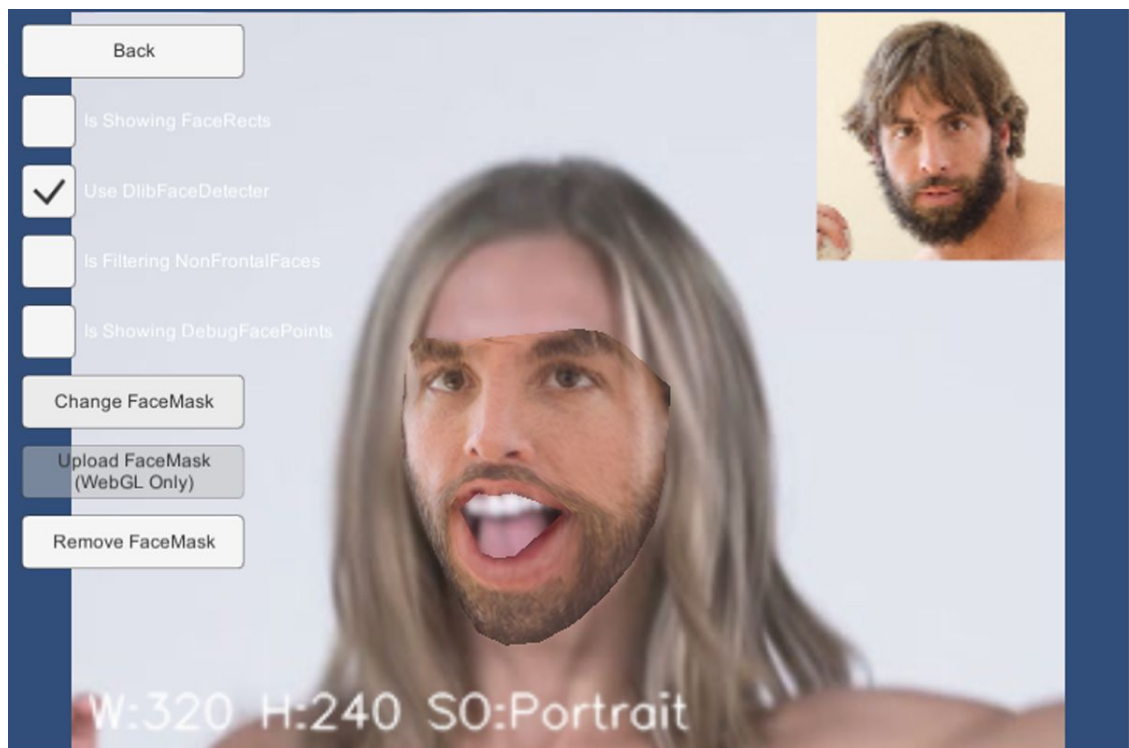 Back
Is Showing FaceRects
Use DlibFaceDetecter
Is Filtering NonFrontalFaces
Is Showing DebugFacePoints
Change FaceMask
Upload FaceMask
(WebGL Only)
Remove FaceMask
W:320 H:240 SO:Portrait